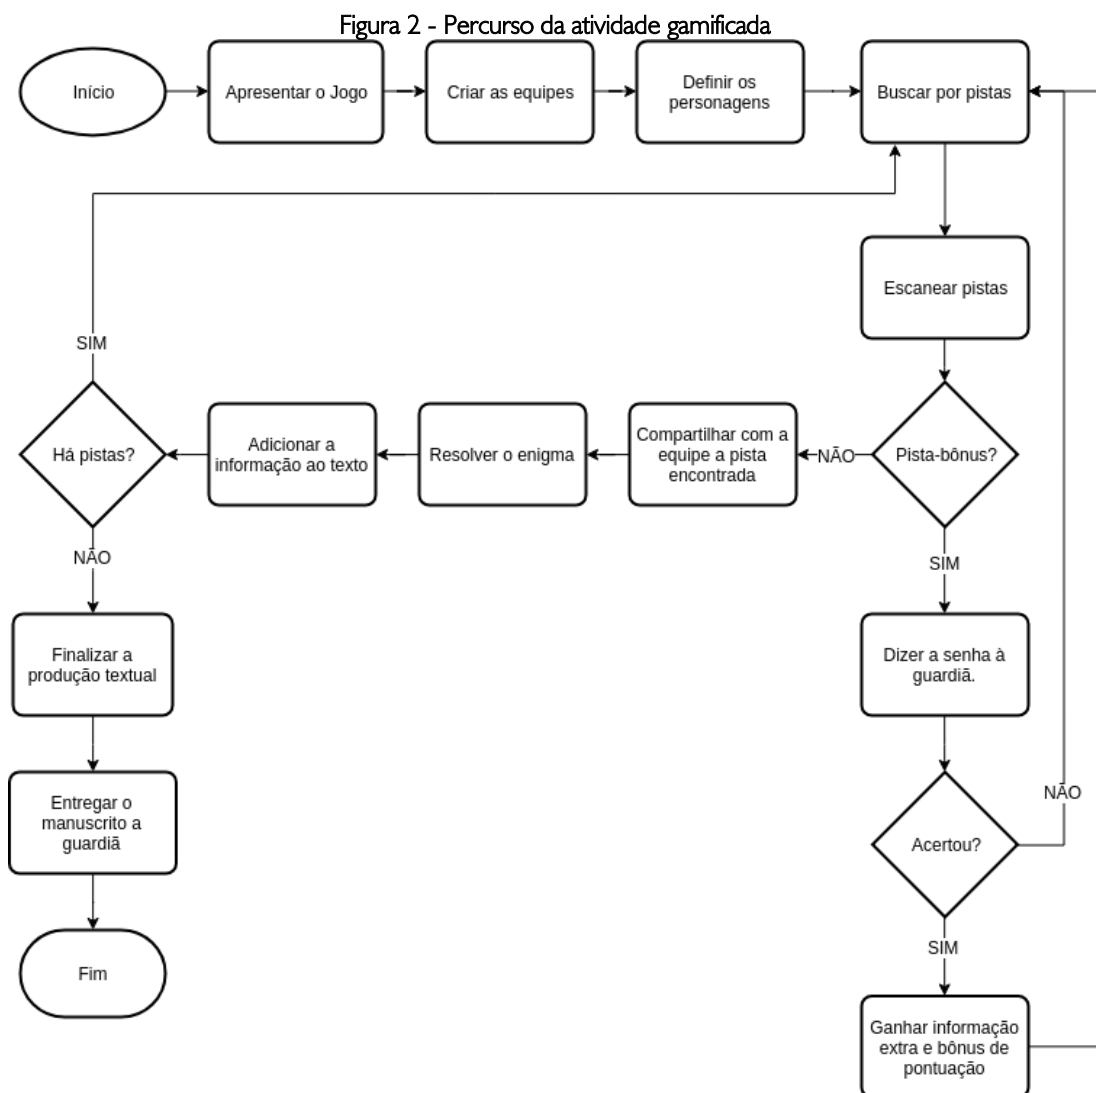 Figura 2 - Percurso da atividade gamificada
Início
Apresentar o Jogo
Criar as equipes
Definir os
personagens
Buscar por pistas
Escanear pistas
SIM
Há pistas?
Adicionar a
informação ao texto
Resolver o enigma
Compartilhar com a
equipe a pista
encontrada
NÃO
Pista-bônus?
NÃO
SIM
Finalizar a
produção textual
Dizer a senha à
guardiã.
Entregar o
manuscrito a
guardiã
NÃO
Acertou?
SIM
Fim
Ganhar informação
extra e bônus de
pontuação